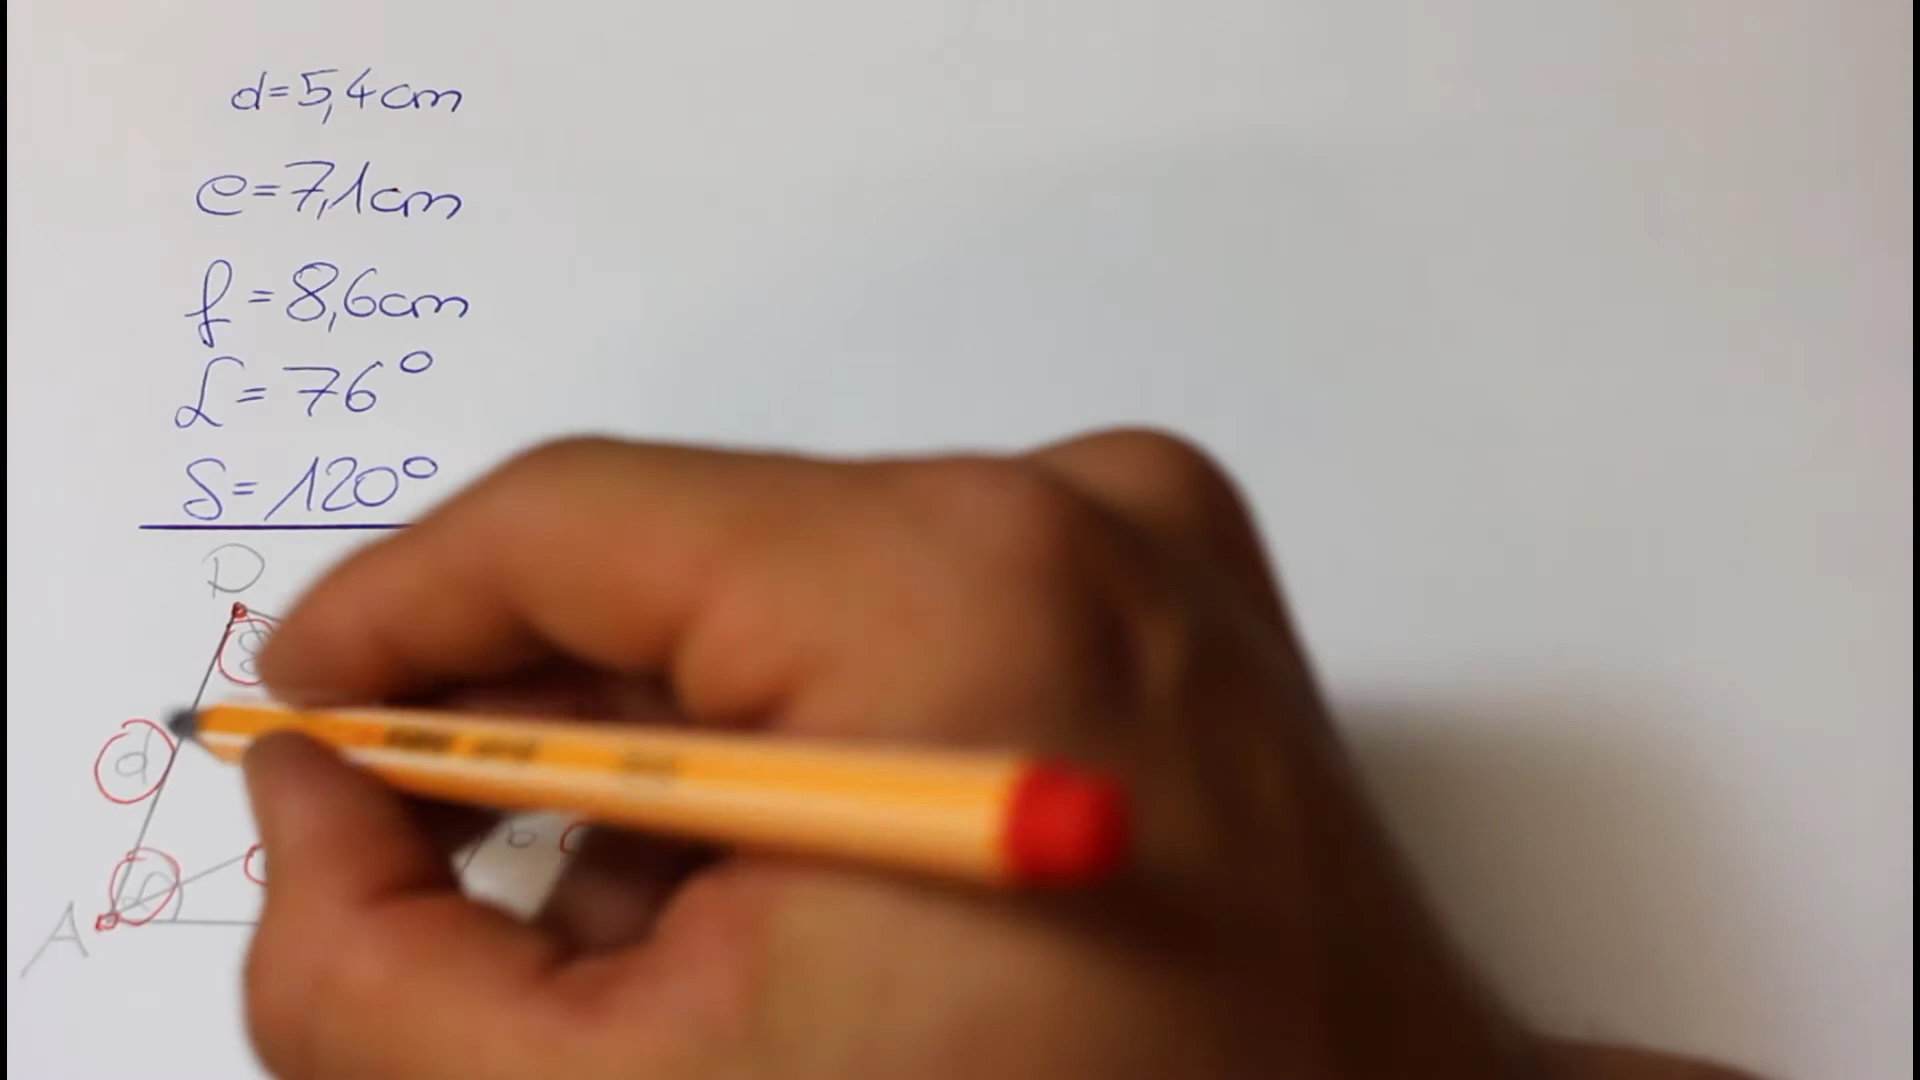 d=5,4cm
e=7,1cm
f=8,6cm
α=76°
δ=120°
D
δ
d
b
α
A